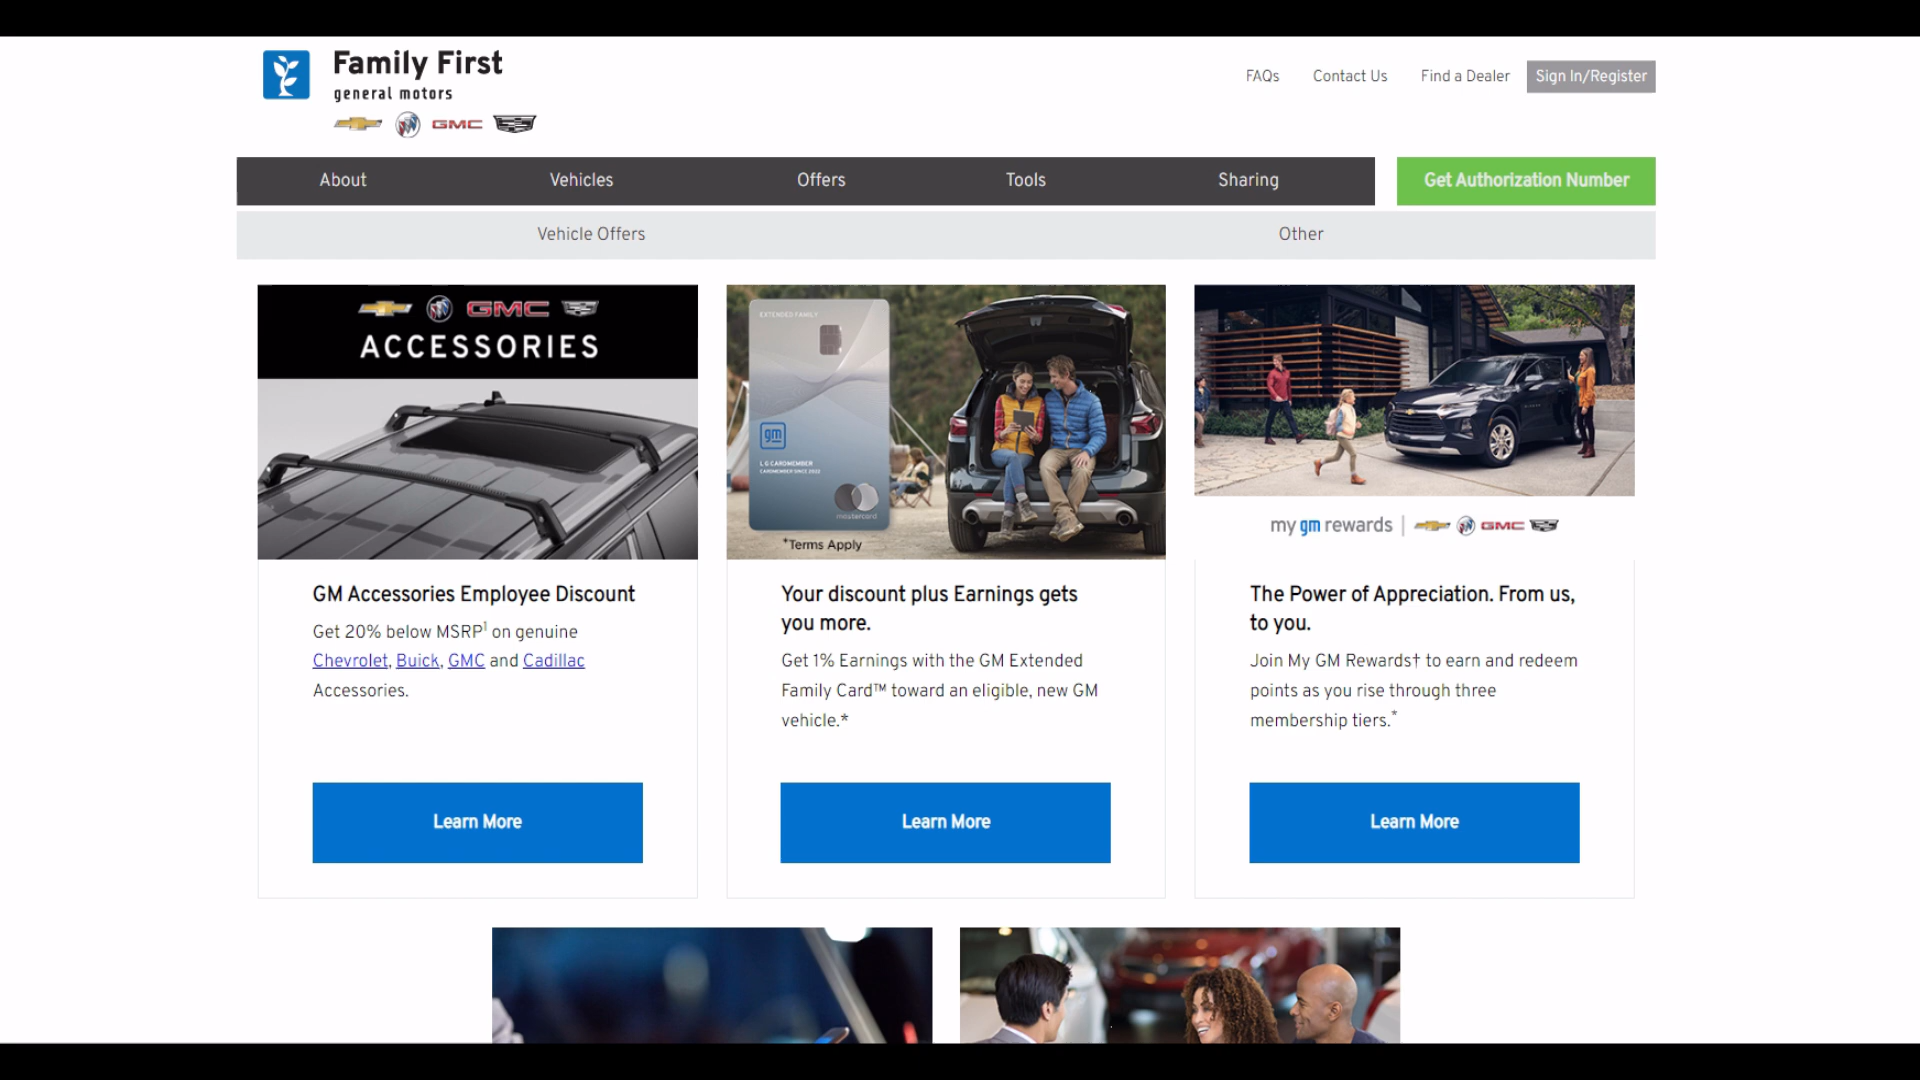 Family First
general motors
GMC
FAQs
Contact Us
Find a Dealer
Sign In/Register
About
Vehicles
Offers
Tools
Sharing
Get Authorization Number
Vehicle Offers
Other
GMC
ACCESSORIES
GM Accessories Employee Discount
Get 20% below MSRP¹ on genuine
Chevrolet, Buick, GMC and Cadillac
Accessories.
Learn More
EXTENDED FAMILY
gm
L G CARDMEMBER
CARDMEMBER SINCE 2022
mastercard
*Terms Apply
Your discount plus Earnings gets
you more.
Get 1% Earnings with the GM Extended
Family Card™ toward an eligible, new GM
vehicle.*
Learn More
my gm rewards | GMC
The Power of Appreciation. From us,
to you.
Join My GM Rewards† to earn and redeem
points as you rise through three
membership tiers.*
Learn More